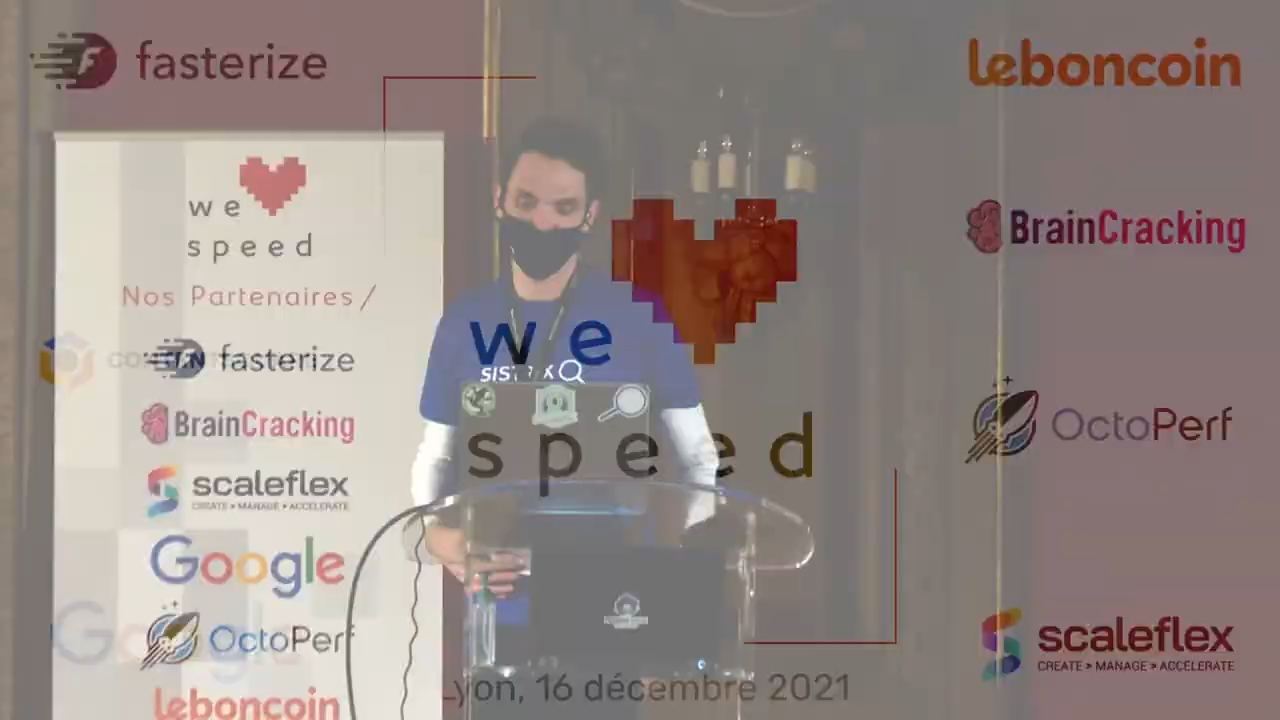 fasterize
leboncoin
we
speed
Nos Partenaires /
fasterize
BrainCracking
scaleflex
CREATE • MANAGE • ACCELERATE
Google
OctoPerf
leboncoin
Google
we
speed
Lyon, 16 décembre 2021
BrainCracking
OctoPerf
scaleflex
CREATE > MANAGE > ACCELERATE